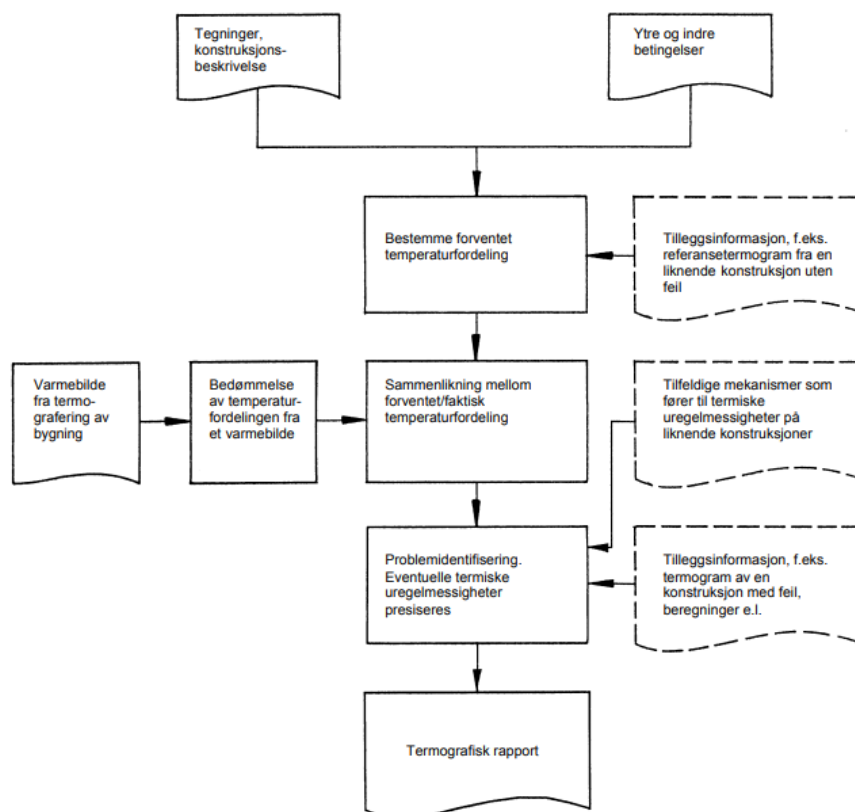 Tegninger,
konstruksjons-
beskrivelse
Ytre og indre
betingelser
Bestemme forventet
temperaturfordeling
Tilleggsinformasjon, f.eks.
referansetermogram fra en
liknende konstruksjon uten
feil
Varmebilde
fra termo-
grafering av
bygning
Bedømmelse
av temperatur-
fordelingen fra
et varmebilde
Sammenlikning mellom
forventet/faktisk
temperaturfordeling
Tilfeldige mekanismer som
fører til termiske
uregelmessigheter på
liknende konstruksjoner
Problemidentifisering.
Eventuelle termiske
uregelmessigheter
presiseres
Tilleggsinformasjon, f.eks.
termogram av en
konstruksjon med feil,
beregninger e.l.
Termografisk rapport